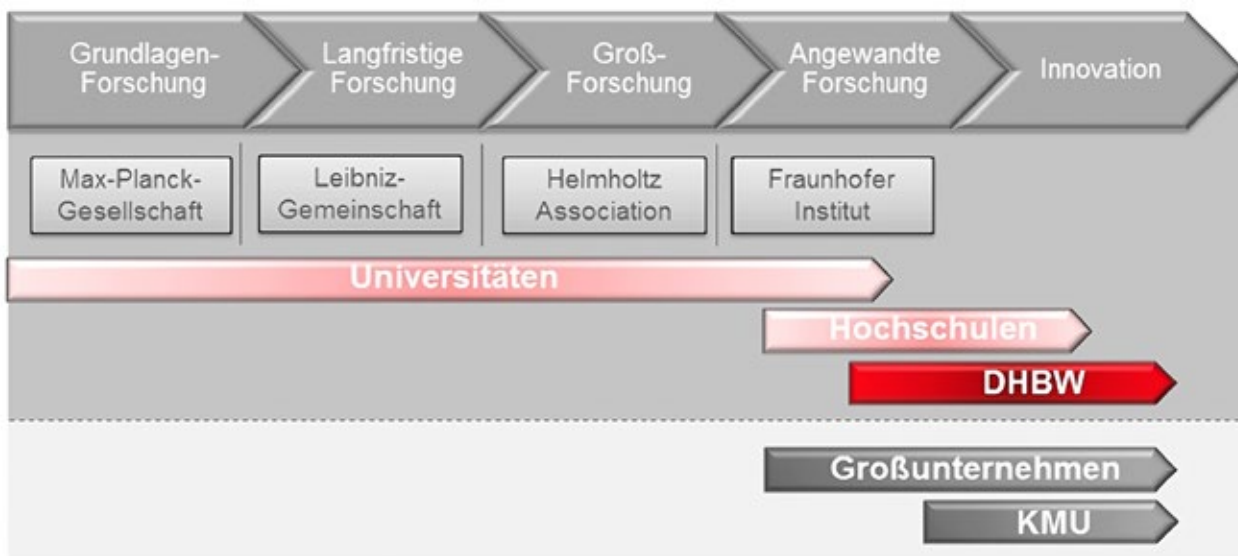 Grundlagen-
Forschung
Langfristige
Forschung
Groß-
Forschung
Angewandte
Forschung
Innovation
Max-Planck-
Gesellschaft
Leibniz-
Gemeinschaft
Helmholtz
Association
Fraunhofer
Institut
Universitäten
Hochschulen
DHBW
Großunternehmen
KMU